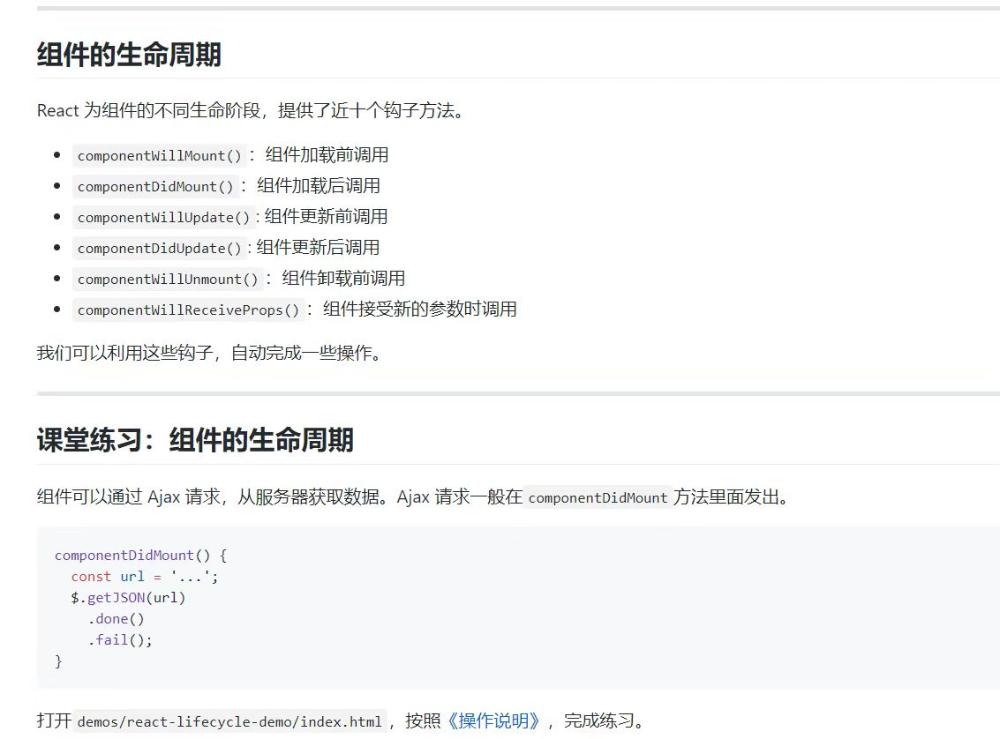 组件的生命周期
React 为组件的不同生命阶段，提供了近十个钩子方法。
componentWillMount()：组件加载前调用
componentDidMount()：组件加载后调用
componentWillUpdate(): 组件更新前调用
componentDidUpdate(): 组件更新后调用
componentWillUnmount()：组件卸载前调用
componentWillReceiveProps()：组件接受新的参数时调用
我们可以利用这些钩子，自动完成一些操作。
课堂练习：组件的生命周期
组件可以通过 Ajax 请求，从服务器获取数据。Ajax 请求一般在 componentDidMount 方法里面发出。
componentDidMount() {
  const url = '...';
  $.getJSON(url)
    .done()
    .fail();
}
打开 demos/react-lifecycle-demo/index.html，按照《操作说明》，完成练习。